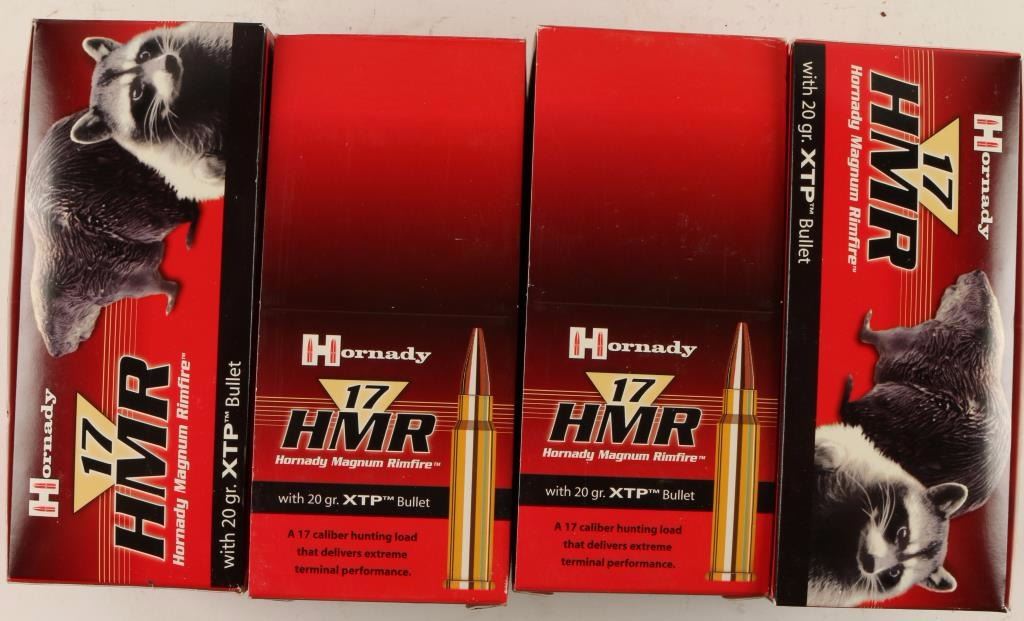 Hornady
17
HMR
Hornady Magnum Rimfire™
with 20 gr. XTP™ Bullet
Hornady
17
HMR
Hornady Magnum Rimfire™
with 20 gr. XTP™ Bullet
A 17 caliber hunting load
that delivers extreme
terminal performance.
Hornady
17
HMR
Hornady Magnum Rimfire™
with 20 gr. XTP™ Bullet
A 17 caliber hunting load
that delivers extreme
terminal performance.
Hornady
17
HMR
Hornady Magnum Rimfire™
with 20 gr. XTP™ Bullet